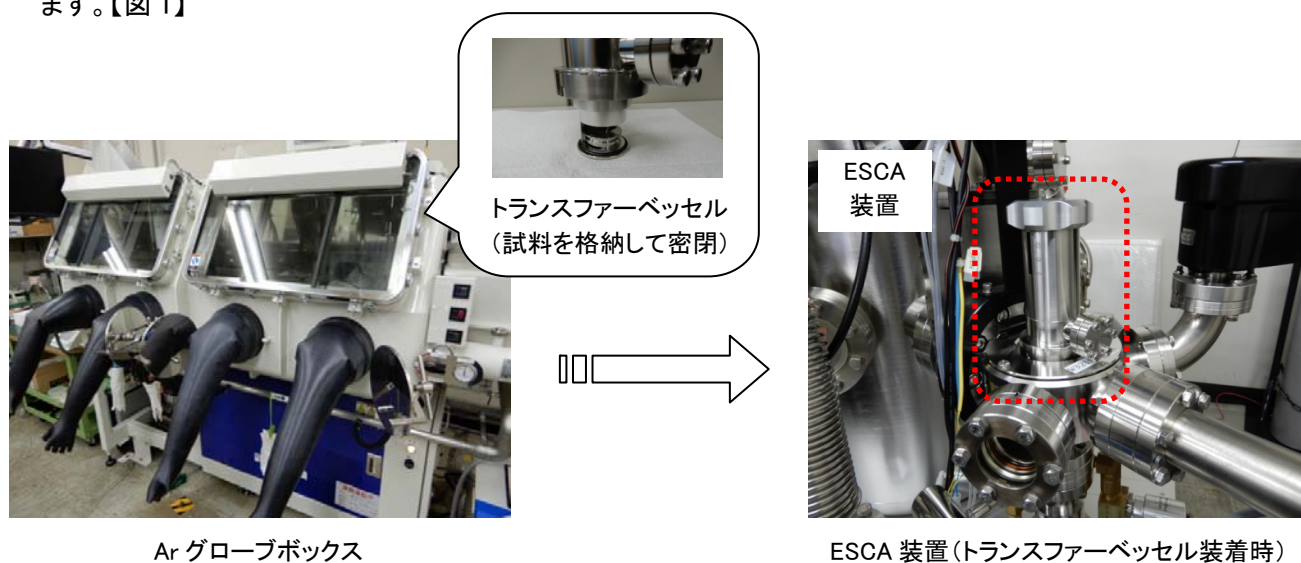 ます。【図 1】
トランスファーベッセル
（試料を格納して密閉）
ESCA
装置
Ar グローブボックス
ESCA 装置（トランスファーベッセル装着時）